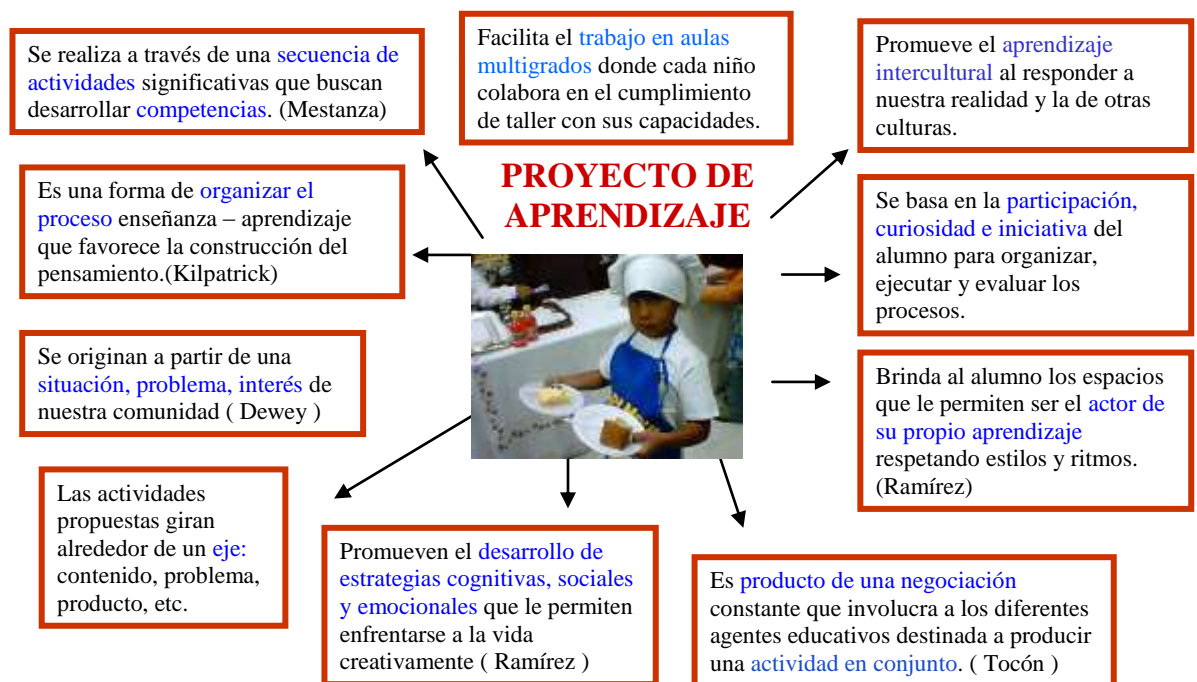 Se realiza a través de una secuencia de
actividades significativas que buscan
desarrollar competencias. (Mestanza)
Facilita el trabajo en aulas
multigrados donde cada niño
colabora en el cumplimiento
de taller con sus capacidades.
Promueve el aprendizaje
intercultural al responder a
nuestra realidad y la de otras
culturas.
PROYECTO DE
APRENDIZAJE
Es una forma de organizar el
proceso enseñanza – aprendizaje
que favorece la construcción del
pensamiento.(Kilpatrick)
Se basa en la participación,
curiosidad e iniciativa del
alumno para organizar,
ejecutar y evaluar los
procesos.
Se originan a partir de una
situación, problema, interés de
nuestra comunidad ( Dewey )
Brinda al alumno los espacios
que le permiten ser el actor de
su propio aprendizaje
respetando estilos y ritmos.
(Ramírez)
Las actividades
propuestas giran
alrededor de un eje:
contenido, problema,
producto, etc.
Promueven el desarrollo de
estrategias cognitivas, sociales
y emocionales que le permiten
enfrentarse a la vida
creativamente ( Ramírez )
Es producto de una negociación
constante que involucra a los diferentes
agentes educativos destinada a producir
una actividad en conjunto. ( Tocón )